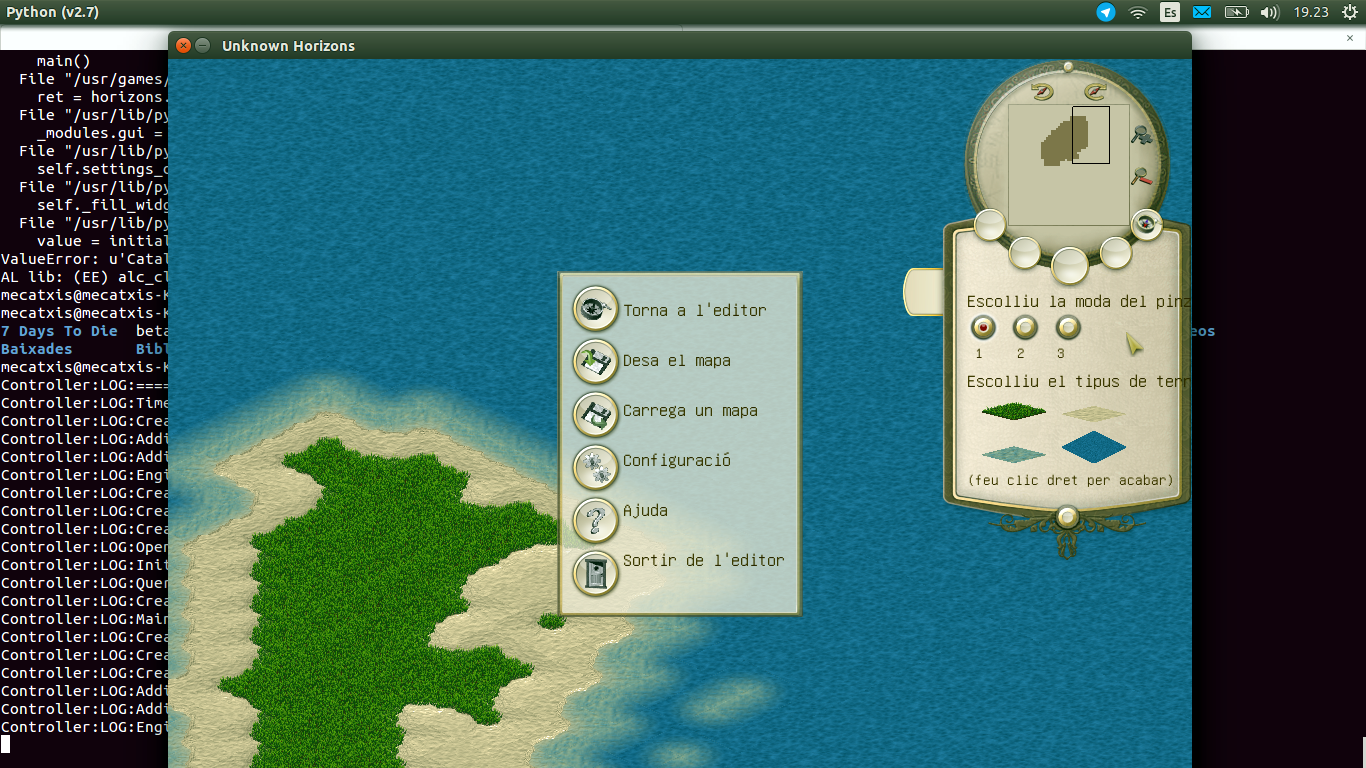 Python (v2.7)
Es
19.23
Unknown Horizons
main()
File "/usr/games/
ret = horizons.
File "/usr/lib/py
_modules.gui =
File "/usr/lib/py
self.settings_
File "/usr/lib/py
self._fill_wid
File "/usr/lib/py
value = initial
ValueError: u'Catal
AL lib: (EE) alc_cl
mecatxis@mecatxis-K
mecatxis@mecatxis-K
7 Days To Die beta
eos
Baixades Bibl
mecatxis@mecatxis-K
Controller:LOG:====
Controller:LOG:Time
Controller:LOG:Crea
Controller:LOG:Addi
Controller:LOG:Addi
Controller:LOG:Engi
Controller:LOG:Crea
Controller:LOG:Crea
Controller:LOG:Crea
Controller:LOG:Open
Controller:LOG:Init
Controller:LOG:Quer
Controller:LOG:Crea
Controller:LOG:Main
Controller:LOG:Crea
Controller:LOG:Crea
Controller:LOG:Crea
Controller:LOG:Addi
Controller:LOG:Addi
Controller:LOG:Engi
Torna a l'editor
Desa el mapa
Carrega un mapa
Configuració
Ajuda
Sortir de l'editor
Escolliu la moda del pinz
1 2 3
Escolliu el tipus de terr
(feu clic dret per acabar)